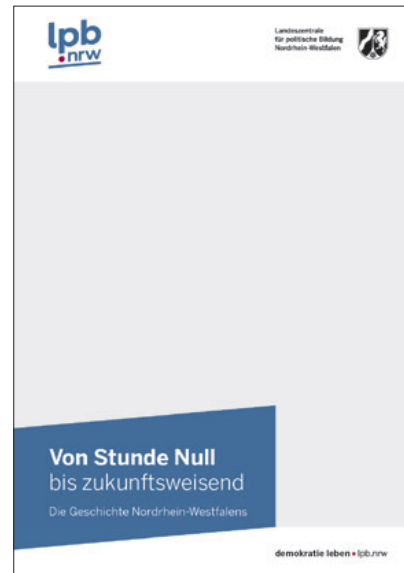 lpb
nrw
Landeszentrale
für politische Bildung
Nordrhein-Westfalen
Von Stunde Null
bis zukunftsweisend
Die Geschichte Nordrhein-Westfalens
demokratie leben • lpb.nrw